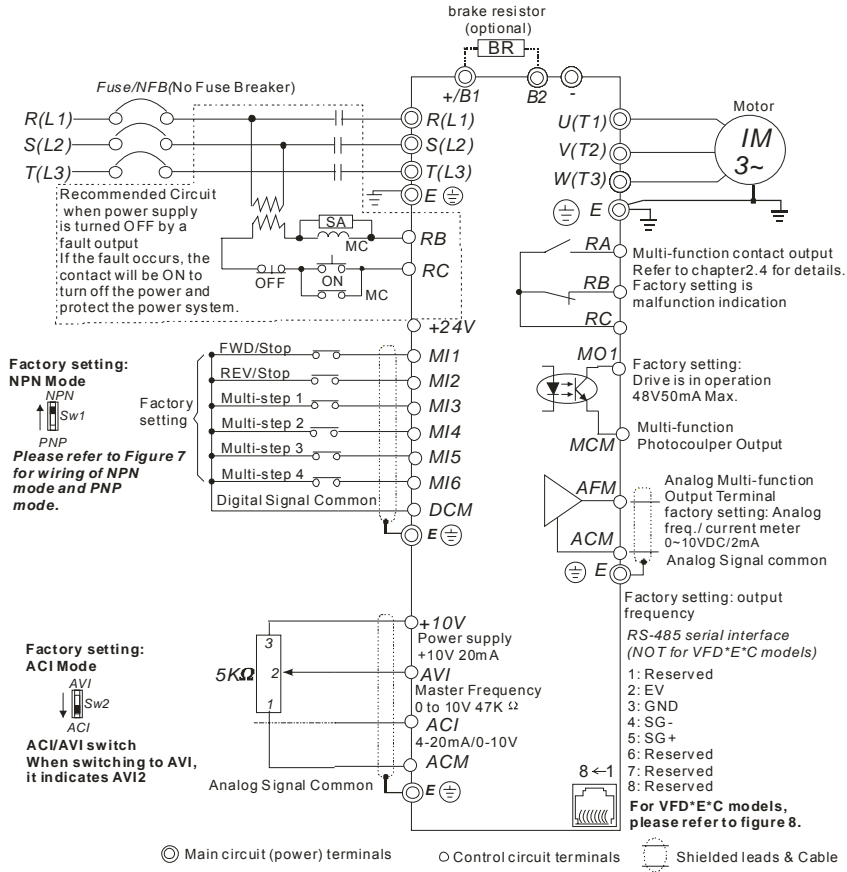 brake resistor
(optional)
BR
+/B1
B2
-
Fuse/NFB(No Fuse Breaker)
R(L1)
S(L2)
T(L3)
R(L1)
S(L2)
T(L3)
E
Recommended Circuit
when power supply
is turned OFF by a
fault output
If the fault occurs, the
contact will be ON to
turn off the power and
protect the power system.
SA
MC
OFF
ON
MC
RB
RC
U(T1)
V(T2)
W(T3)
E
Motor
IM
3~
RA
RB
RC
Multi-function contact output
Refer to chapter2.4 for details.
Factory setting is
malfunction indication
+24V
Factory setting:
NPN Mode
NPN
Sw1
PNP
Please refer to Figure 7
for wiring of NPN
mode and PNP
mode.
Factory
setting
FWD/Stop
REV/Stop
Multi-step 1
Multi-step 2
Multi-step 3
Multi-step 4
Digital Signal Common
MI1
MI2
MI3
MI4
MI5
MI6
DCM
E
MO1
Factory setting:
Drive is in operation
48V50mA Max.
Multi-function
Photocoulper Output
MCM
AFM
ACM
E
Analog Multi-function
Output Terminal
factory setting: Analog
freq./ current meter
0~10VDC/2mA
Analog Signal common
Factory setting: output
frequency
Factory setting:
ACI Mode
AVI
Sw2
ACI
ACI/AVI switch
When switching to AVI,
it indicates AVI2
5KΩ
3
2
1
+10V
Power supply
+10V 20mA
AVI
Master Frequency
0 to 10V 47K Ω
ACI
4-20mA/0-10V
ACM
Analog Signal Common
E
RS-485 serial interface
(NOT for VFD*E*C models)
1: Reserved
2: EV
3: GND
4: SG-
5: SG+
6: Reserved
7: Reserved
8: Reserved
8←1
For VFD*E*C models,
please refer to figure 8.
Main circuit (power) terminals
Control circuit terminals
Shielded leads & Cable